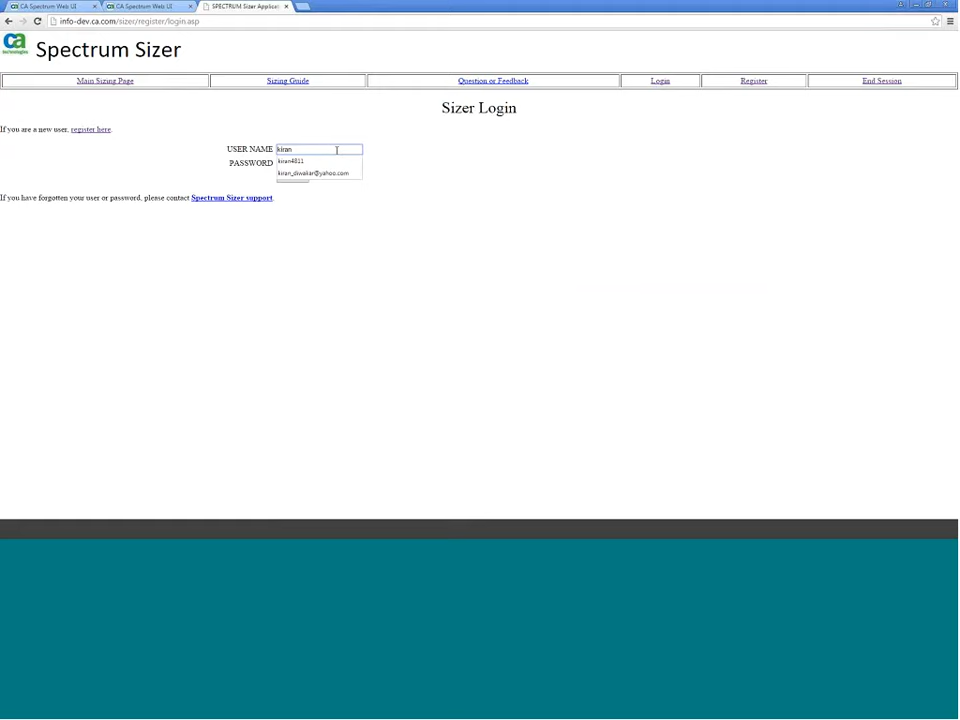 CA Spectrum Web UI
CA Spectrum Web UI
SPECTRUM Sizer Applicat
info-dev.ca.com/sizer/register/login.asp
ca
technologies
Spectrum Sizer
Main Sizing Page
Sizing Guide
Question or Feedback
Login
Register
End Session
Sizer Login
If you are a new user, register here.
USER NAME kiran
kiran4811
PASSWORD
kiran_diwakar@yahoo.com
If you have forgotten your user or password, please contact Spectrum Sizer support.